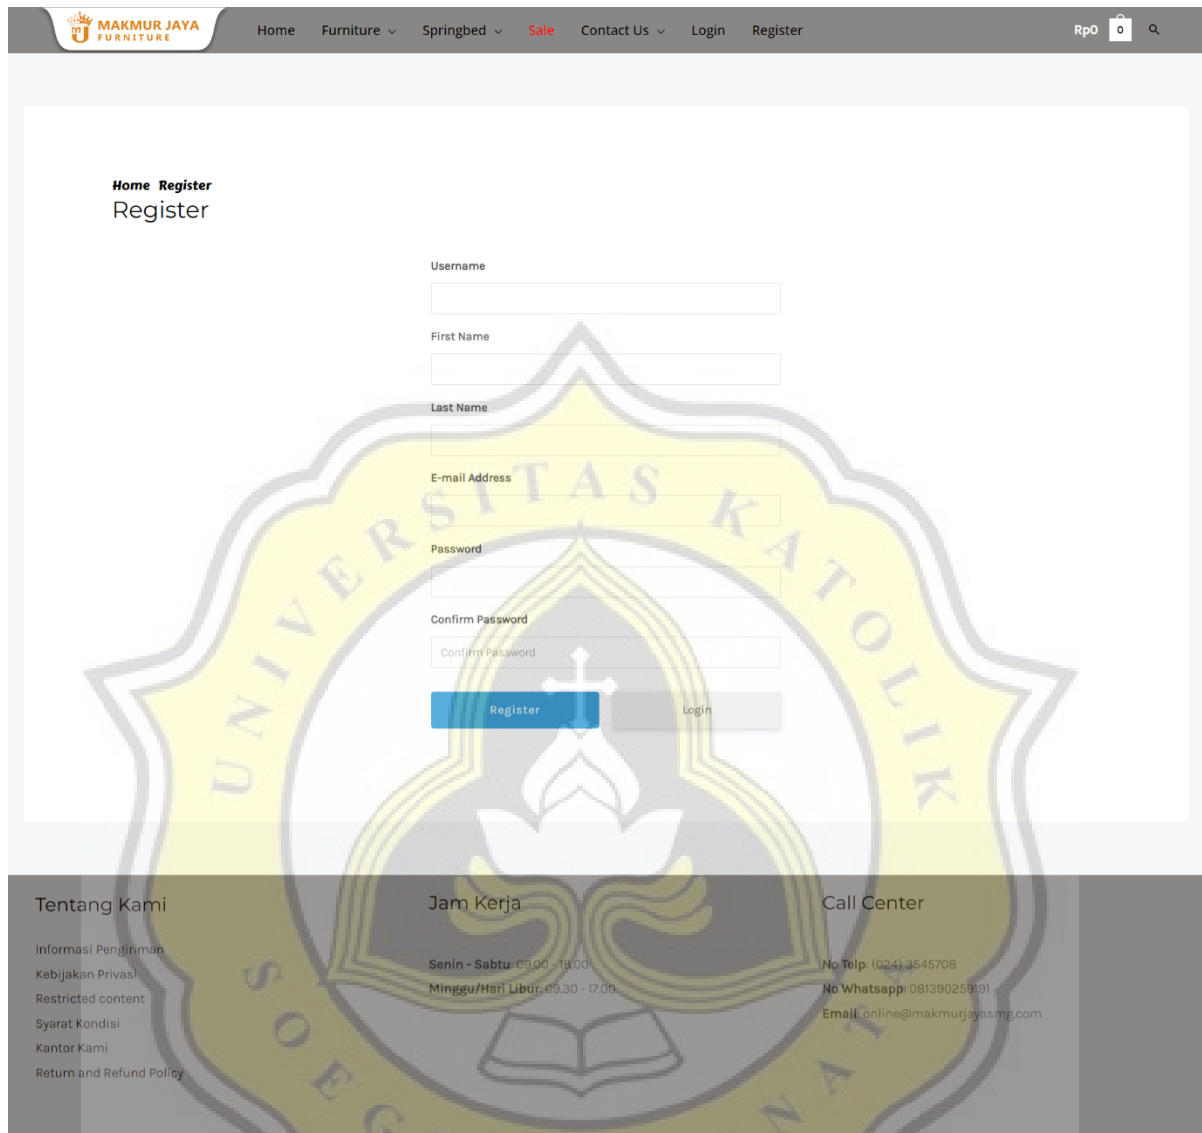 MAKMUR JAYA
FURNITURE
Home Furniture Springbed Sale Contact Us Login Register
Rp0 0
Home Register
Register
Username
First Name
Last Name
E-mail Address
Password
Confirm Password
Confirm Password
Register Login
UNIVERSITAS KATOLIK
Tentang Kami
Informasi Pengiriman
Kebijakan Privasi
Restricted content
Syarat Kondisi
Kantor Kami
Return and Refund Policy
Jam Kerja
Senin - Sabtu: 09.00 - 18.00
Minggu/Hari Libur: 09.30 - 17.00
Call Center
No Telp: (024) 3545708
No Whatsapp: 081390259191
Email: online@makmurjayasmg.com